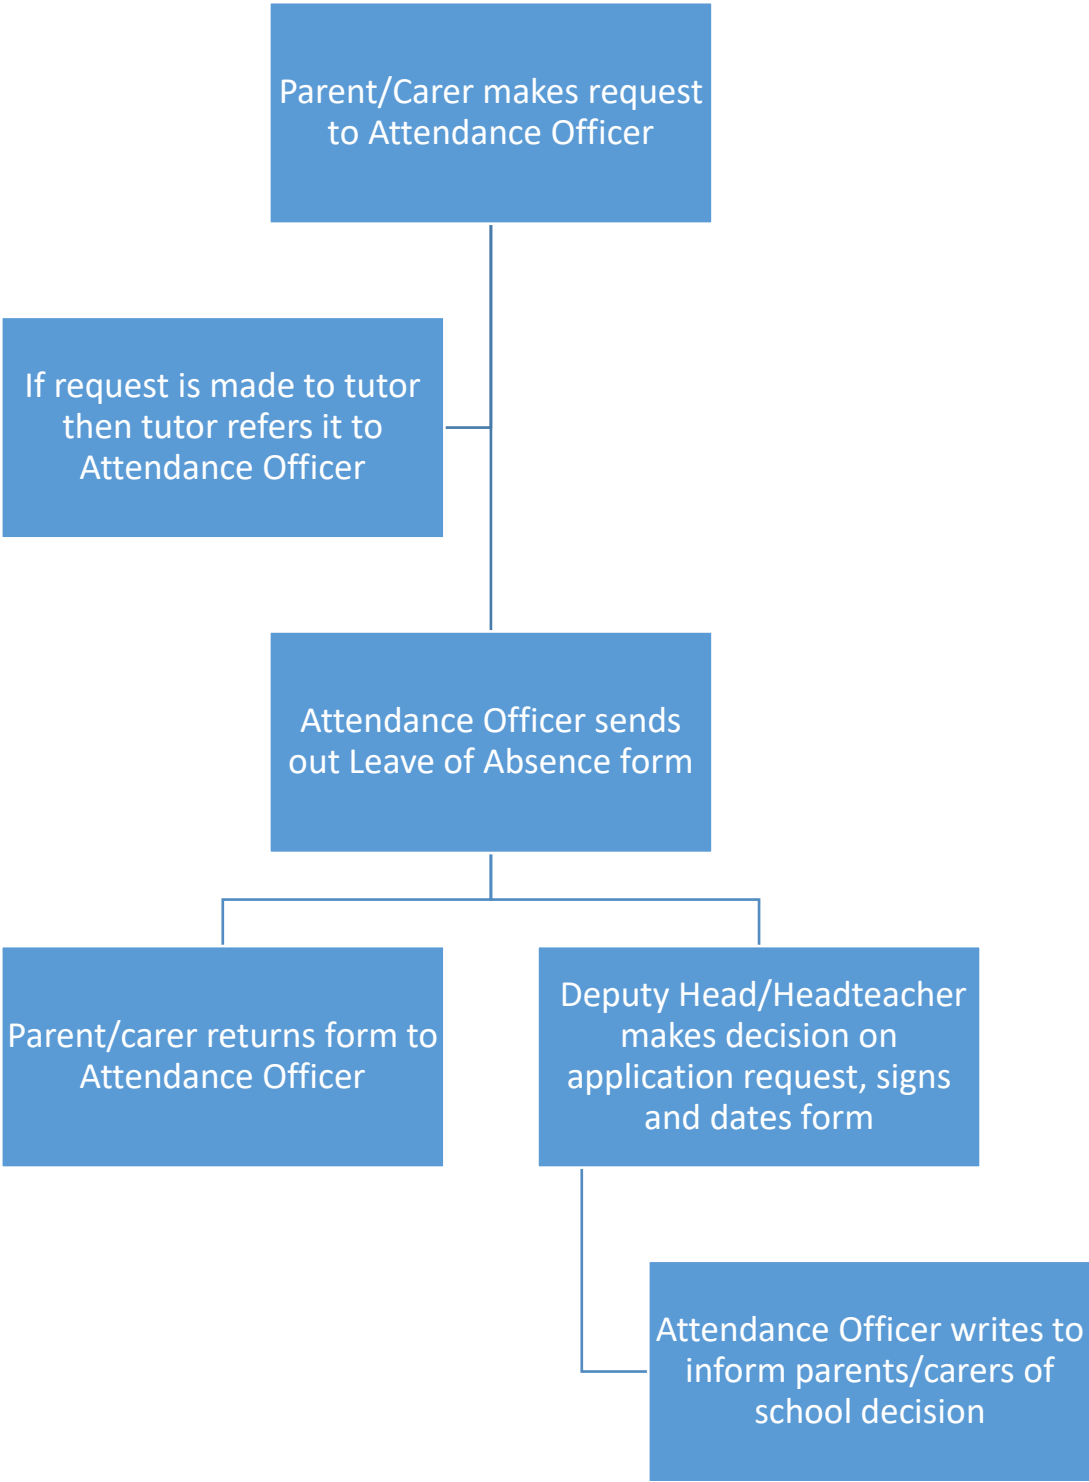 Parent/Carer makes request
to Attendance Officer
If request is made to tutor
then tutor refers it to
Attendance Officer
Attendance Officer sends
out Leave of Absence form
Parent/carer returns form to
Attendance Officer
Deputy Head/Headteacher
makes decision on
application request, signs
and dates form
Attendance Officer writes to
inform parents/carers of
school decision